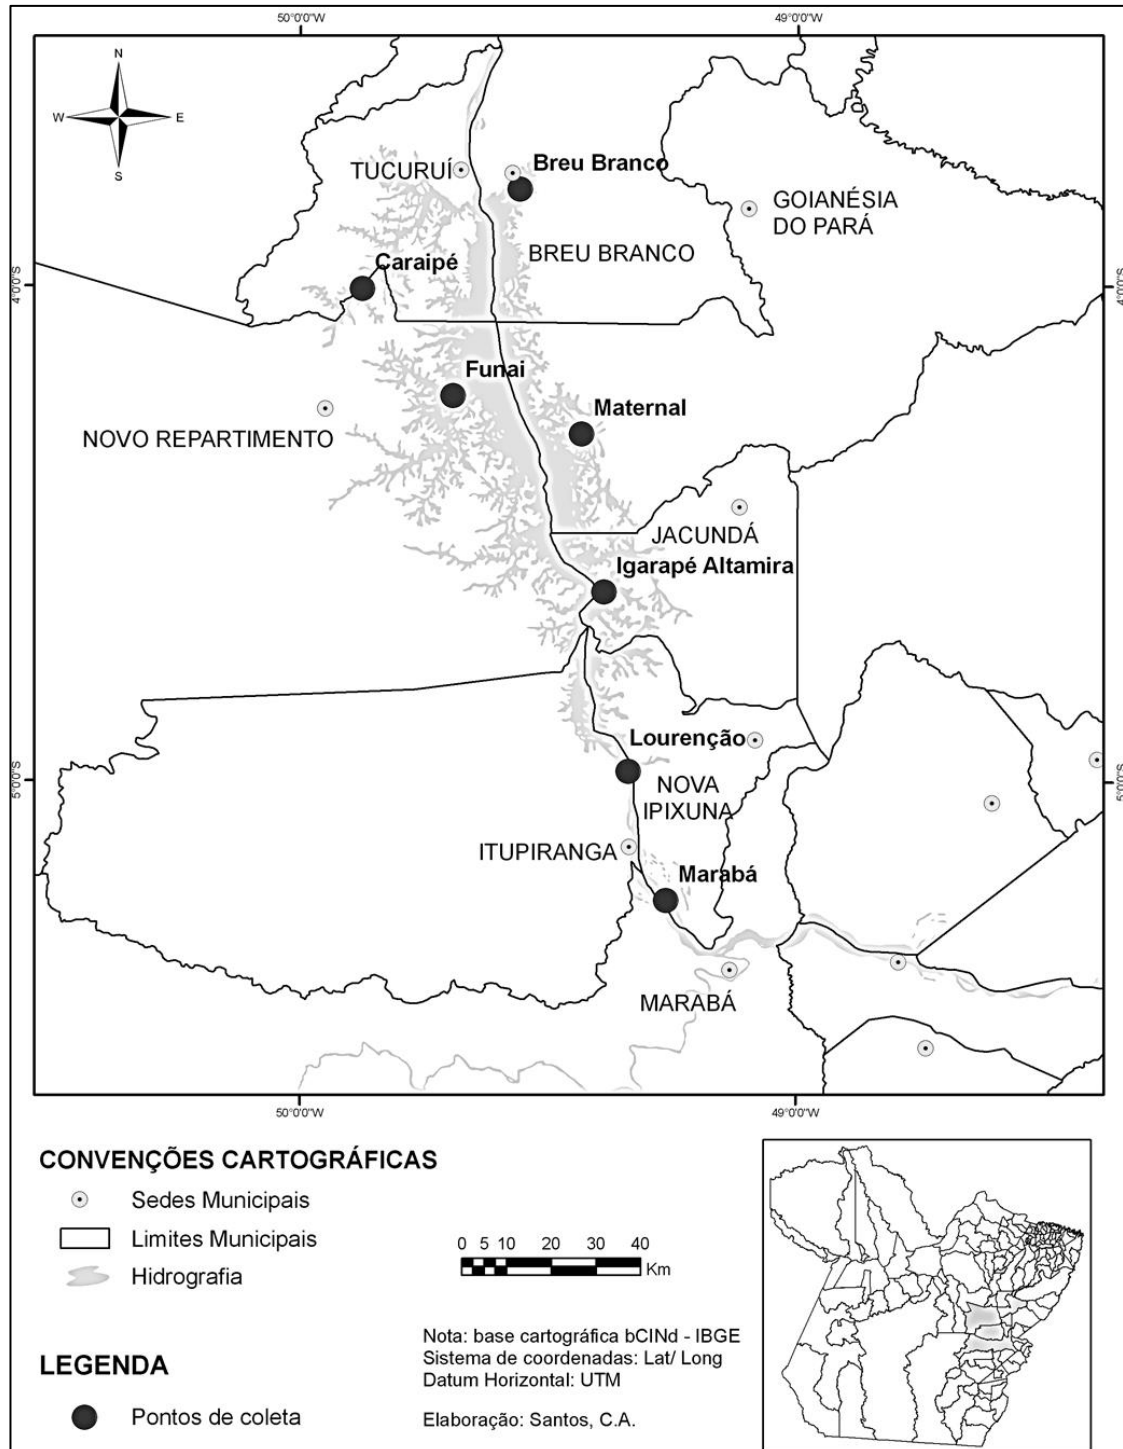 50°0'0"W
49°0'0"W
N
W
E
S
TUCURUÍ
Breu Branco
GOIANÉSIA
DO PARÁ
BREU BRANCO
Caraipé
4°0'0"S
4°0'0"S
Funai
Maternal
NOVO REPARTIMENTO
JACUNDÁ
Igarapé Altamira
Lourenção
NOVA
IPIXUNA
5°0'0"S
5°0'0"S
ITUPIRANGA
Marabá
MARABÁ
50°0'0"W
49°0'0"W
CONVENÇÕES CARTOGRÁFICAS
Sedes Municipais
Limites Municipais
Hidrografia
0 5 10 20 30 40
Km
LEGENDA
Pontos de coleta
Nota: base cartográfica bCINd - IBGE
Sistema de coordenadas: Lat/ Long
Datum Horizontal: UTM
Elaboração: Santos, C.A.